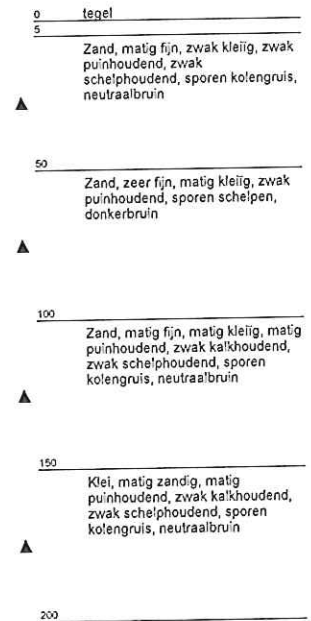 0 tegel
5
Zand, matig fijn, zwak kleiïg, zwak
puinhoudend, zwak
schelphoudend, sporen kolengruis,
neutraalbruin
50
Zand, zeer fijn, matig kleiïg, zwak
puinhoudend, sporen schelpen,
donkerbruin
100
Zand, matig fijn, matig kleiïg, matig
puinhoudend, zwak kalkhoudend,
zwak schelphoudend, sporen
kolengruis, neutraalbruin
150
Klei, matig zandig, matig
puinhoudend, zwak kalkhoudend,
zwak schelphoudend, sporen
kolengruis, neutraalbruin
200